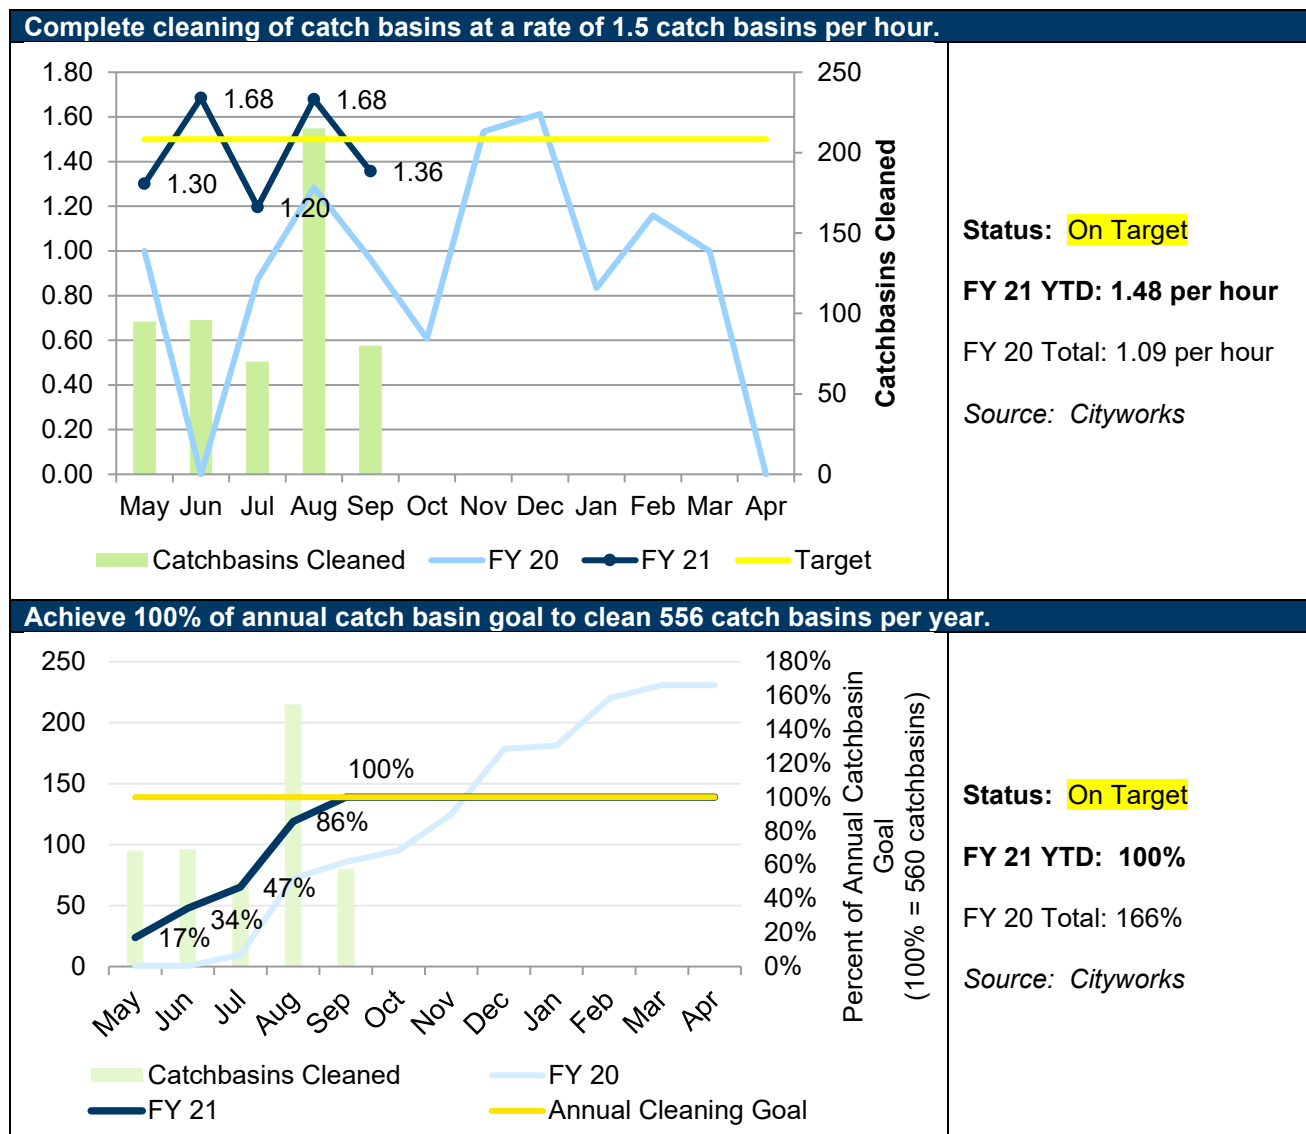 Complete cleaning of catch basins at a rate of 1.5 catch basins per hour.
1.80
1.60
1.40
1.20
1.00
0.80
0.60
0.40
0.20
0.00
1.30
1.68
1.20
1.68
1.36
250
200
150
100
50
0
Catchbasins Cleaned
May Jun Jul Aug Sep Oct Nov Dec Jan Feb Mar Apr
Catchbasins Cleaned FY 20 FY 21 Target
Status: On Target
FY 21 YTD: 1.48 per hour
FY 20 Total: 1.09 per hour
Source: Cityworks
Achieve 100% of annual catch basin goal to clean 556 catch basins per year.
250
200
150
100
50
0
17%
34%
47%
86%
100%
180%
160%
140%
120%
100%
80%
60%
40%
20%
0%
Percent of Annual Catchbasin
Goal
(100% = 560 catchbasins)
May Jun Jul Aug Sep Oct Nov Dec Jan Feb Mar Apr
Catchbasins Cleaned FY 20
FY 21 Annual Cleaning Goal
Status: On Target
FY 21 YTD: 100%
FY 20 Total: 166%
Source: Cityworks